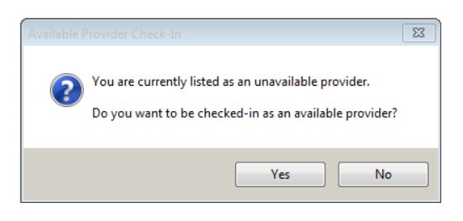 Available Provider Check-In
You are currently listed as an unavailable provider.
Do you want to be checked-in as an available provider?
Yes No